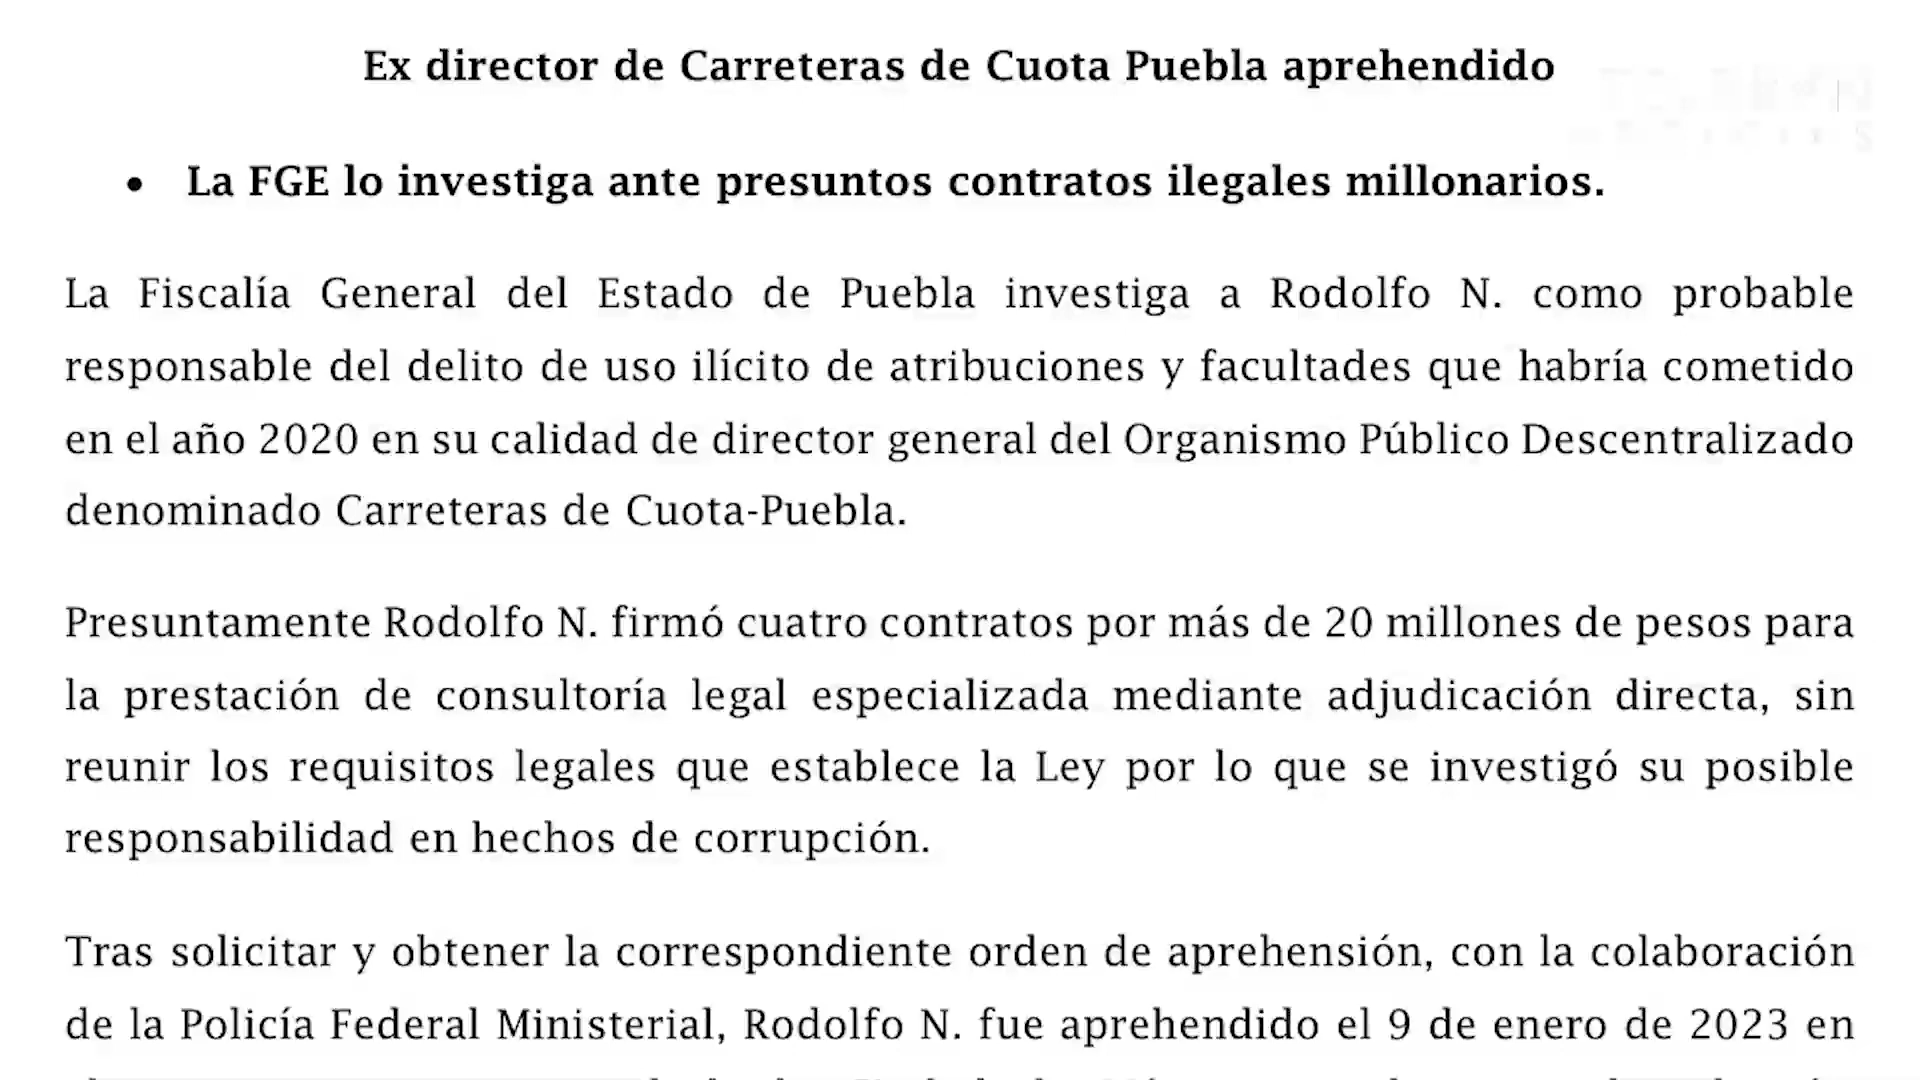 Ex director de Carreteras de Cuota Puebla aprehendido
• La FGE lo investiga ante presuntos contratos ilegales millonarios.
La Fiscalía General del Estado de Puebla investiga a Rodolfo N. como probable
responsable del delito de uso ilícito de atribuciones y facultades que habría cometido
en el año 2020 en su calidad de director general del Organismo Público Descentralizado
denominado Carreteras de Cuota-Puebla.
Presuntamente Rodolfo N. firmó cuatro contratos por más de 20 millones de pesos para
la prestación de consultoría legal especializada mediante adjudicación directa, sin
reunir los requisitos legales que establece la Ley por lo que se investigó su posible
responsabilidad en hechos de corrupción.
Tras solicitar y obtener la correspondiente orden de aprehensión, con la colaboración
de la Policía Federal Ministerial, Rodolfo N. fue aprehendido el 9 de enero de 2023 en